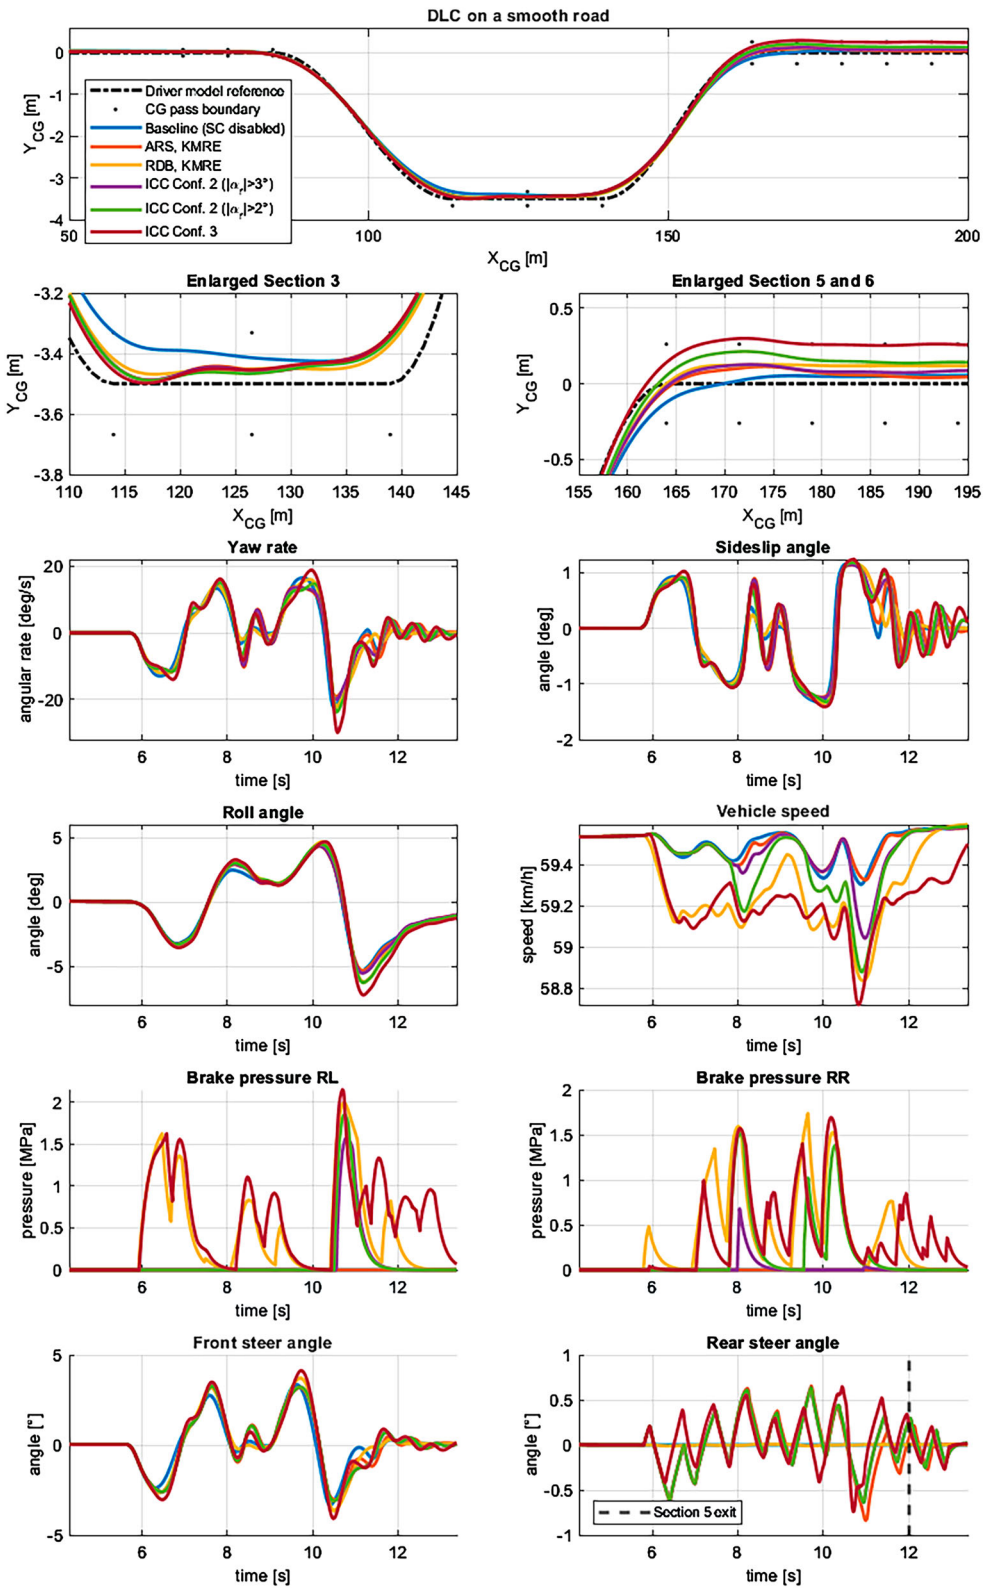 DLC on a smooth road
0
-1
-2
-3
-4
Y_CG [m]
Driver model reference
CG pass boundary
Baseline (SC disabled)
ARS, KMRE
RDB, KMRE
ICC Conf. 2 (|α_r|>3°)
ICC Conf. 2 (|α_r|>2°)
ICC Conf. 3
50 100 150 200
X_CG [m]
Enlarged Section 3
-3.2
-3.4
-3.6
-3.8
Y_CG [m]
110 115 120 125 130 135 140 145
X_CG [m]
Enlarged Section 5 and 6
0.5
0
-0.5
Y_CG [m]
155 160 165 170 175 180 185 190 195
X_CG [m]
Yaw rate
20
0
-20
angular rate [deg/s]
6 8 10 12
time [s]
Sideslip angle
1
0
-1
-2
angle [deg]
6 8 10 12
time [s]
Roll angle
5
0
-5
angle [deg]
6 8 10 12
time [s]
Vehicle speed
59.4
59.2
59
58.8
speed [km/h]
6 8 10 12
time [s]
Brake pressure RL
2
1.5
1
0.5
0
pressure [MPa]
6 8 10 12
time [s]
Brake pressure RR
2
1.5
1
0.5
0
pressure [MPa]
6 8 10 12
time [s]
Front steer angle
5
0
-5
angle [°]
6 8 10 12
time [s]
Rear steer angle
1
0.5
0
-0.5
-1
angle [°]
Section 5 exit
6 8 10 12
time [s]